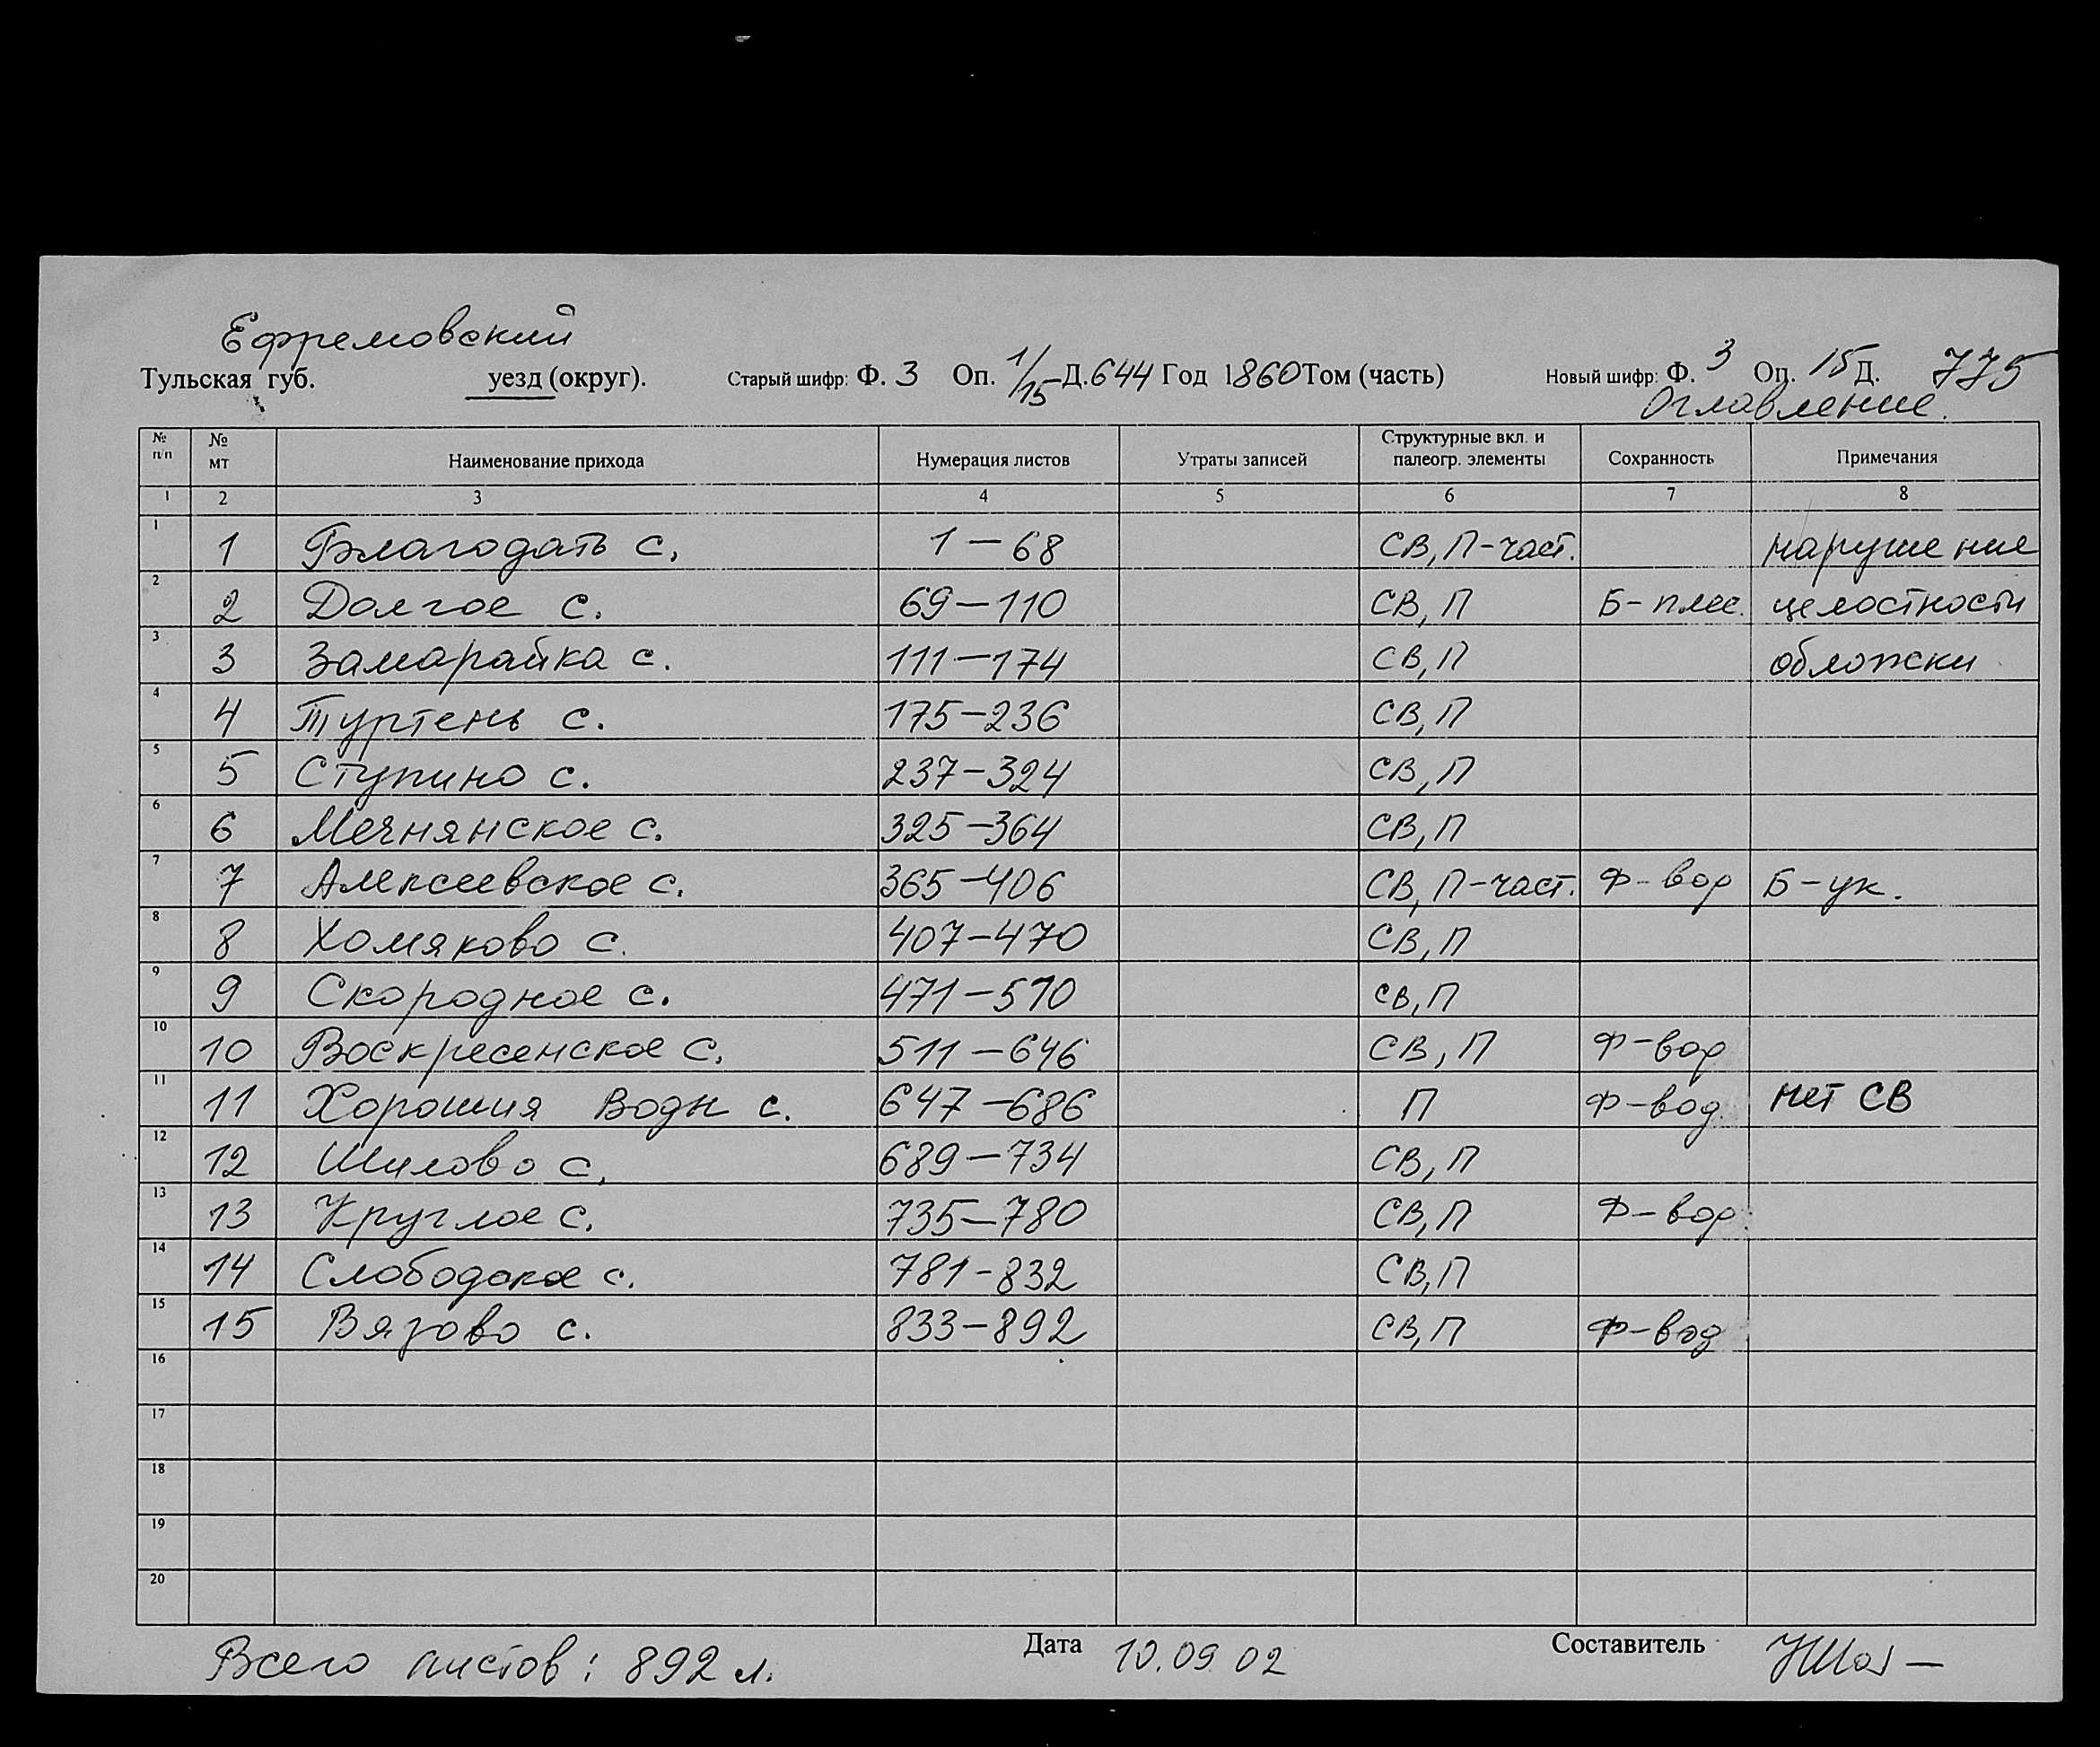 Ефремовский
Тульская губ. уезд (округ). Старый шифр: Ф. 3 Оп. 1/15 Д. 644 Год 1860 Том (часть) Новый шифр: Ф. 3 Оп. 15 Д. 775
Оглавление.
№ п/п № мт Наименование прихода Нумерация листов Утраты записей Структурные вкл. и палеогр. элементы Сохранность Примечания
1 2 3 4 5 6 7 8
1 1 Благодать с. 1-68 СВ, П-част. нарушение
2 2 Долгое с. 69-110 СВ, П Б-плес. целостности
3 3 Замарайка с. 111-174 СВ, П обложки
4 4 Туртень с. 175-236 СВ, П
5 5 Ступино с. 237-324 СВ, П
6 6 Мечнянское с. 325-364 СВ, П
7 7 Алексеевское с. 365-406 СВ, П-част. Ф-вод Б-ук.
8 8 Хомяково с. 407-470 СВ, П
9 9 Скородное с. 471-510 СВ, П
10 10 Воскресенское с. 511-646 СВ, П Ф-вод
11 11 Хорошия Воды с. 647-686 П Ф-вод. нет СВ
12 12 Шилово с. 689-734 СВ, П
13 13 Круглое с. 735-780 СВ, П Ф-вод.
14 14 Слободское с. 781-832 СВ, П
15 15 Вязово с. 833-892 СВ, П Ф-вод
16
17
18
19
20
Всего листов: 892 л. Дата 10.09 02 Составитель